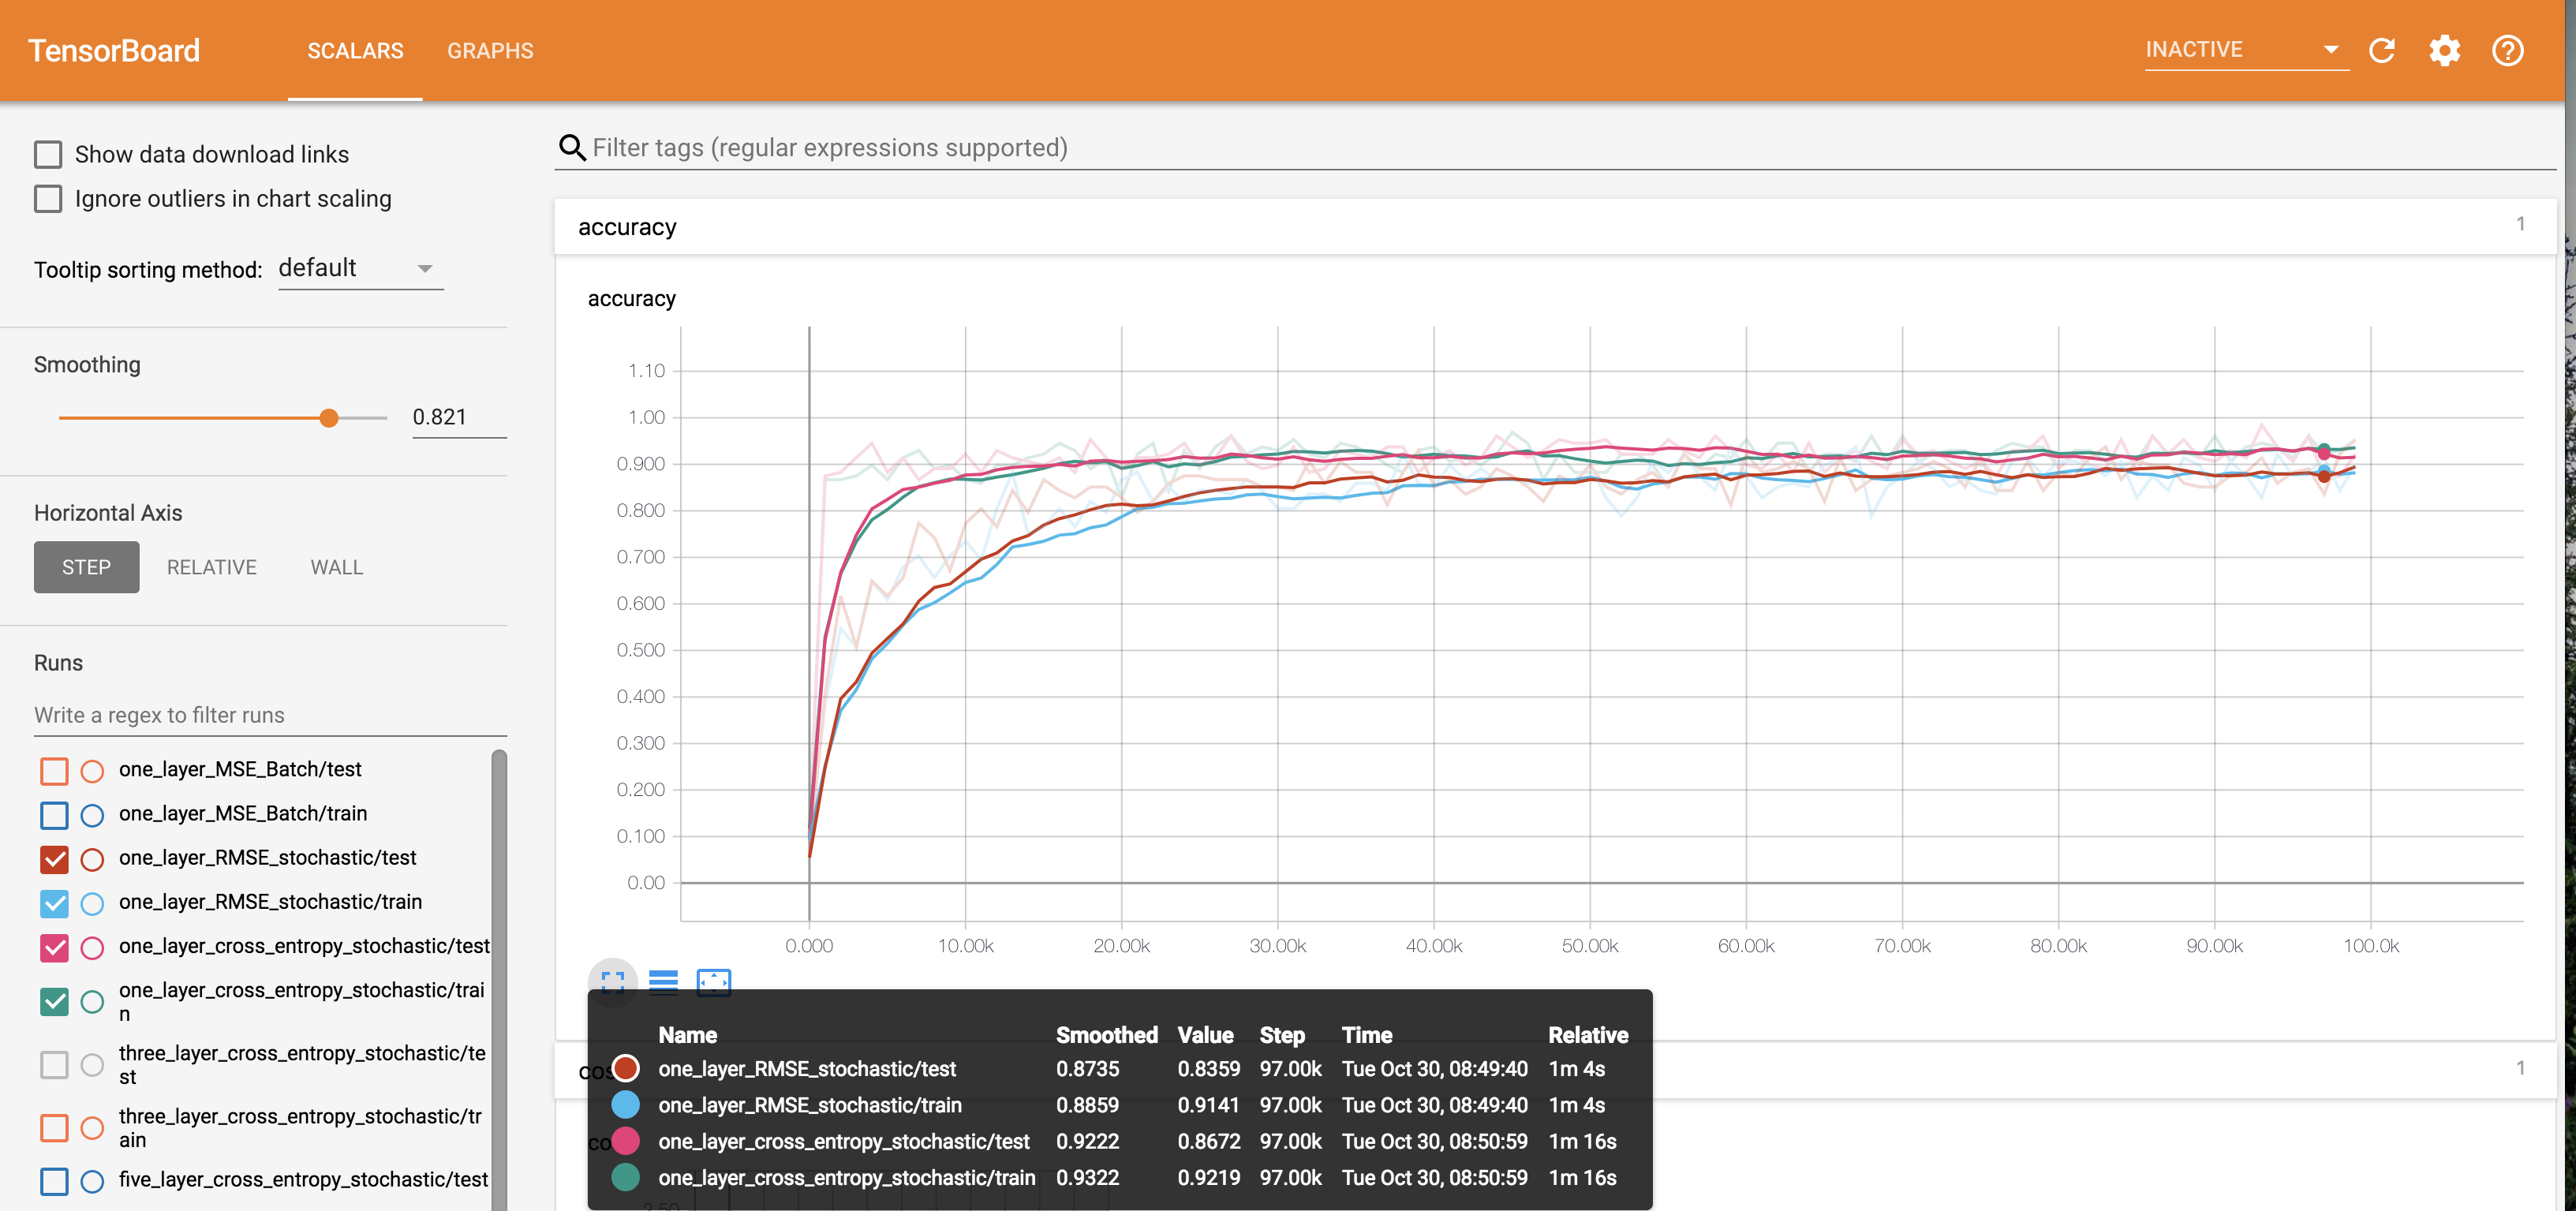 TensorBoard
SCALARS
GRAPHS
INACTIVE
Show data download links
Ignore outliers in chart scaling
Tooltip sorting method: default
Smoothing
0.821
Horizontal Axis
STEP
RELATIVE
WALL
Runs
Write a regex to filter runs
one_layer_MSE_Batch/test
one_layer_MSE_Batch/train
one_layer_RMSE_stochastic/test
one_layer_RMSE_stochastic/train
one_layer_cross_entropy_stochastic/test
one_layer_cross_entropy_stochastic/trai
n
three_layer_cross_entropy_stochastic/te
st
three_layer_cross_entropy_stochastic/tr
ain
five_layer_cross_entropy_stochastic/test
Filter tags (regular expressions supported)
accuracy
1
accuracy
1.10
1.00
0.900
0.800
0.700
0.600
0.500
0.400
0.300
0.200
0.100
0.00
0.000 10.00k 20.00k 30.00k 40.00k 50.00k 60.00k 70.00k 80.00k 90.00k 100.0k
1
Name Smoothed Value Step Time Relative
one_layer_RMSE_stochastic/test 0.8735 0.8359 97.00k Tue Oct 30, 08:49:40 1m 4s
one_layer_RMSE_stochastic/train 0.8859 0.9141 97.00k Tue Oct 30, 08:49:40 1m 4s
one_layer_cross_entropy_stochastic/test 0.9222 0.8672 97.00k Tue Oct 30, 08:50:59 1m 16s
one_layer_cross_entropy_stochastic/train 0.9322 0.9219 97.00k Tue Oct 30, 08:50:59 1m 16s